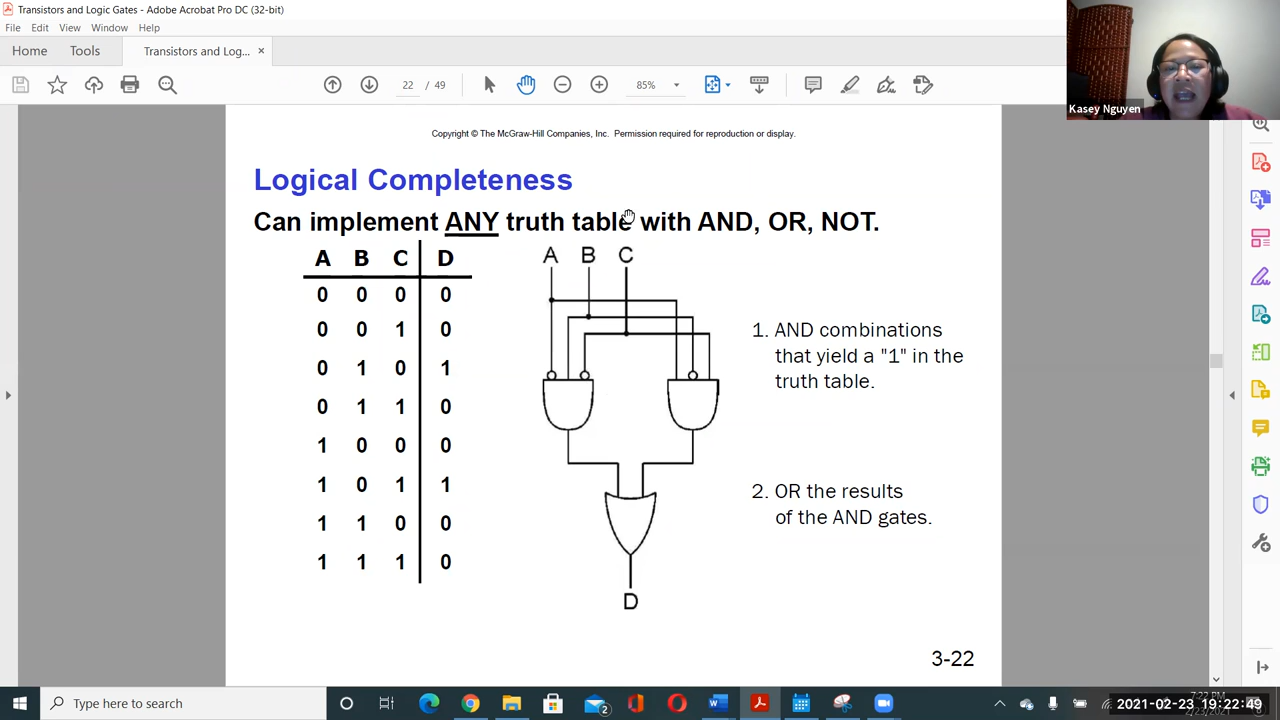 Transistors and Logic Gates - Adobe Acrobat Pro DC (32-bit)
File Edit View Window Help
Home Tools Transistors and Log... ×
22 / 49 85%
Kasey Nguyen
Copyright © The McGraw-Hill Companies, Inc. Permission required for reproduction or display.
Logical Completeness
Can implement ANY truth table with AND, OR, NOT.
A B C D
0 0 0 0
0 0 1 0
0 1 0 1
0 1 1 0
1 0 0 0
1 0 1 1
1 1 0 0
1 1 1 0
A B C
D
1. AND combinations
that yield a "1" in the
truth table.
2. OR the results
of the AND gates.
3-22
Type here to search
2
7:22 PM
2021-02-23 19:22:49